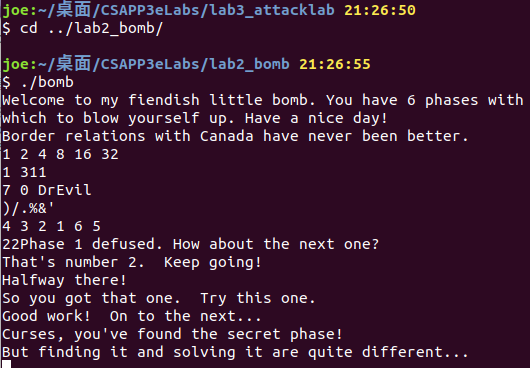 joe:~/桌面/CSAPP3eLabs/lab3_attacklab 21:26:50
$ cd ../lab2_bomb/
joe:~/桌面/CSAPP3eLabs/lab2_bomb 21:26:55
$ ./bomb
Welcome to my fiendish little bomb. You have 6 phases with
which to blow yourself up. Have a nice day!
Border relations with Canada have never been better.
1 2 4 8 16 32
1 311
7 0 DrEvil
)/.%&'
4 3 2 1 6 5
22Phase 1 defused. How about the next one?
That's number 2.  Keep going!
Halfway there!
So you got that one.  Try this one.
Good work!  On to the next...
Curses, you've found the secret phase!
But finding it and solving it are quite different...